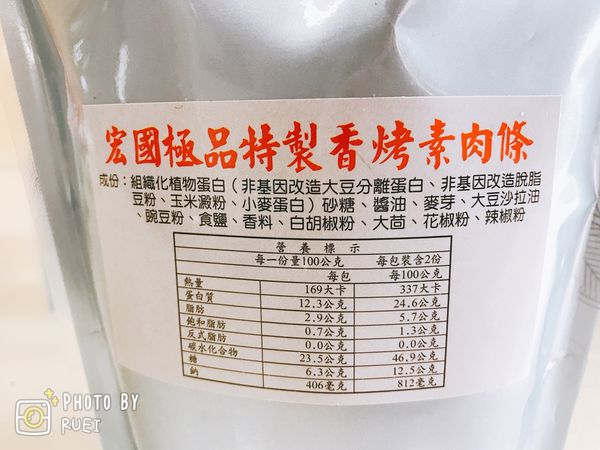 宏國極品特製香烤素肉條
成份：組織化植物蛋白（非基因改造大豆分離蛋白、非基因改造脫脂
豆粉、玉米澱粉、小麥蛋白）砂糖、醬油、麥芽、大豆沙拉油
、豌豆粉、食鹽、香料、白胡椒粉、大茴、花椒粉、辣椒粉
營養標示
每一份量100公克 每包裝含2份
每包 每100公克
熱量 169大卡 337大卡
蛋白質 12.3公克 24.6公克
脂肪 2.9公克 5.7公克
飽和脂肪 0.7公克 1.3公克
反式脂肪 0.0公克 0.0公克
碳水化合物 23.5公克 46.9公克
糖 6.3公克 12.5公克
鈉 406毫克 812毫克
PHOTO BY
RUEI